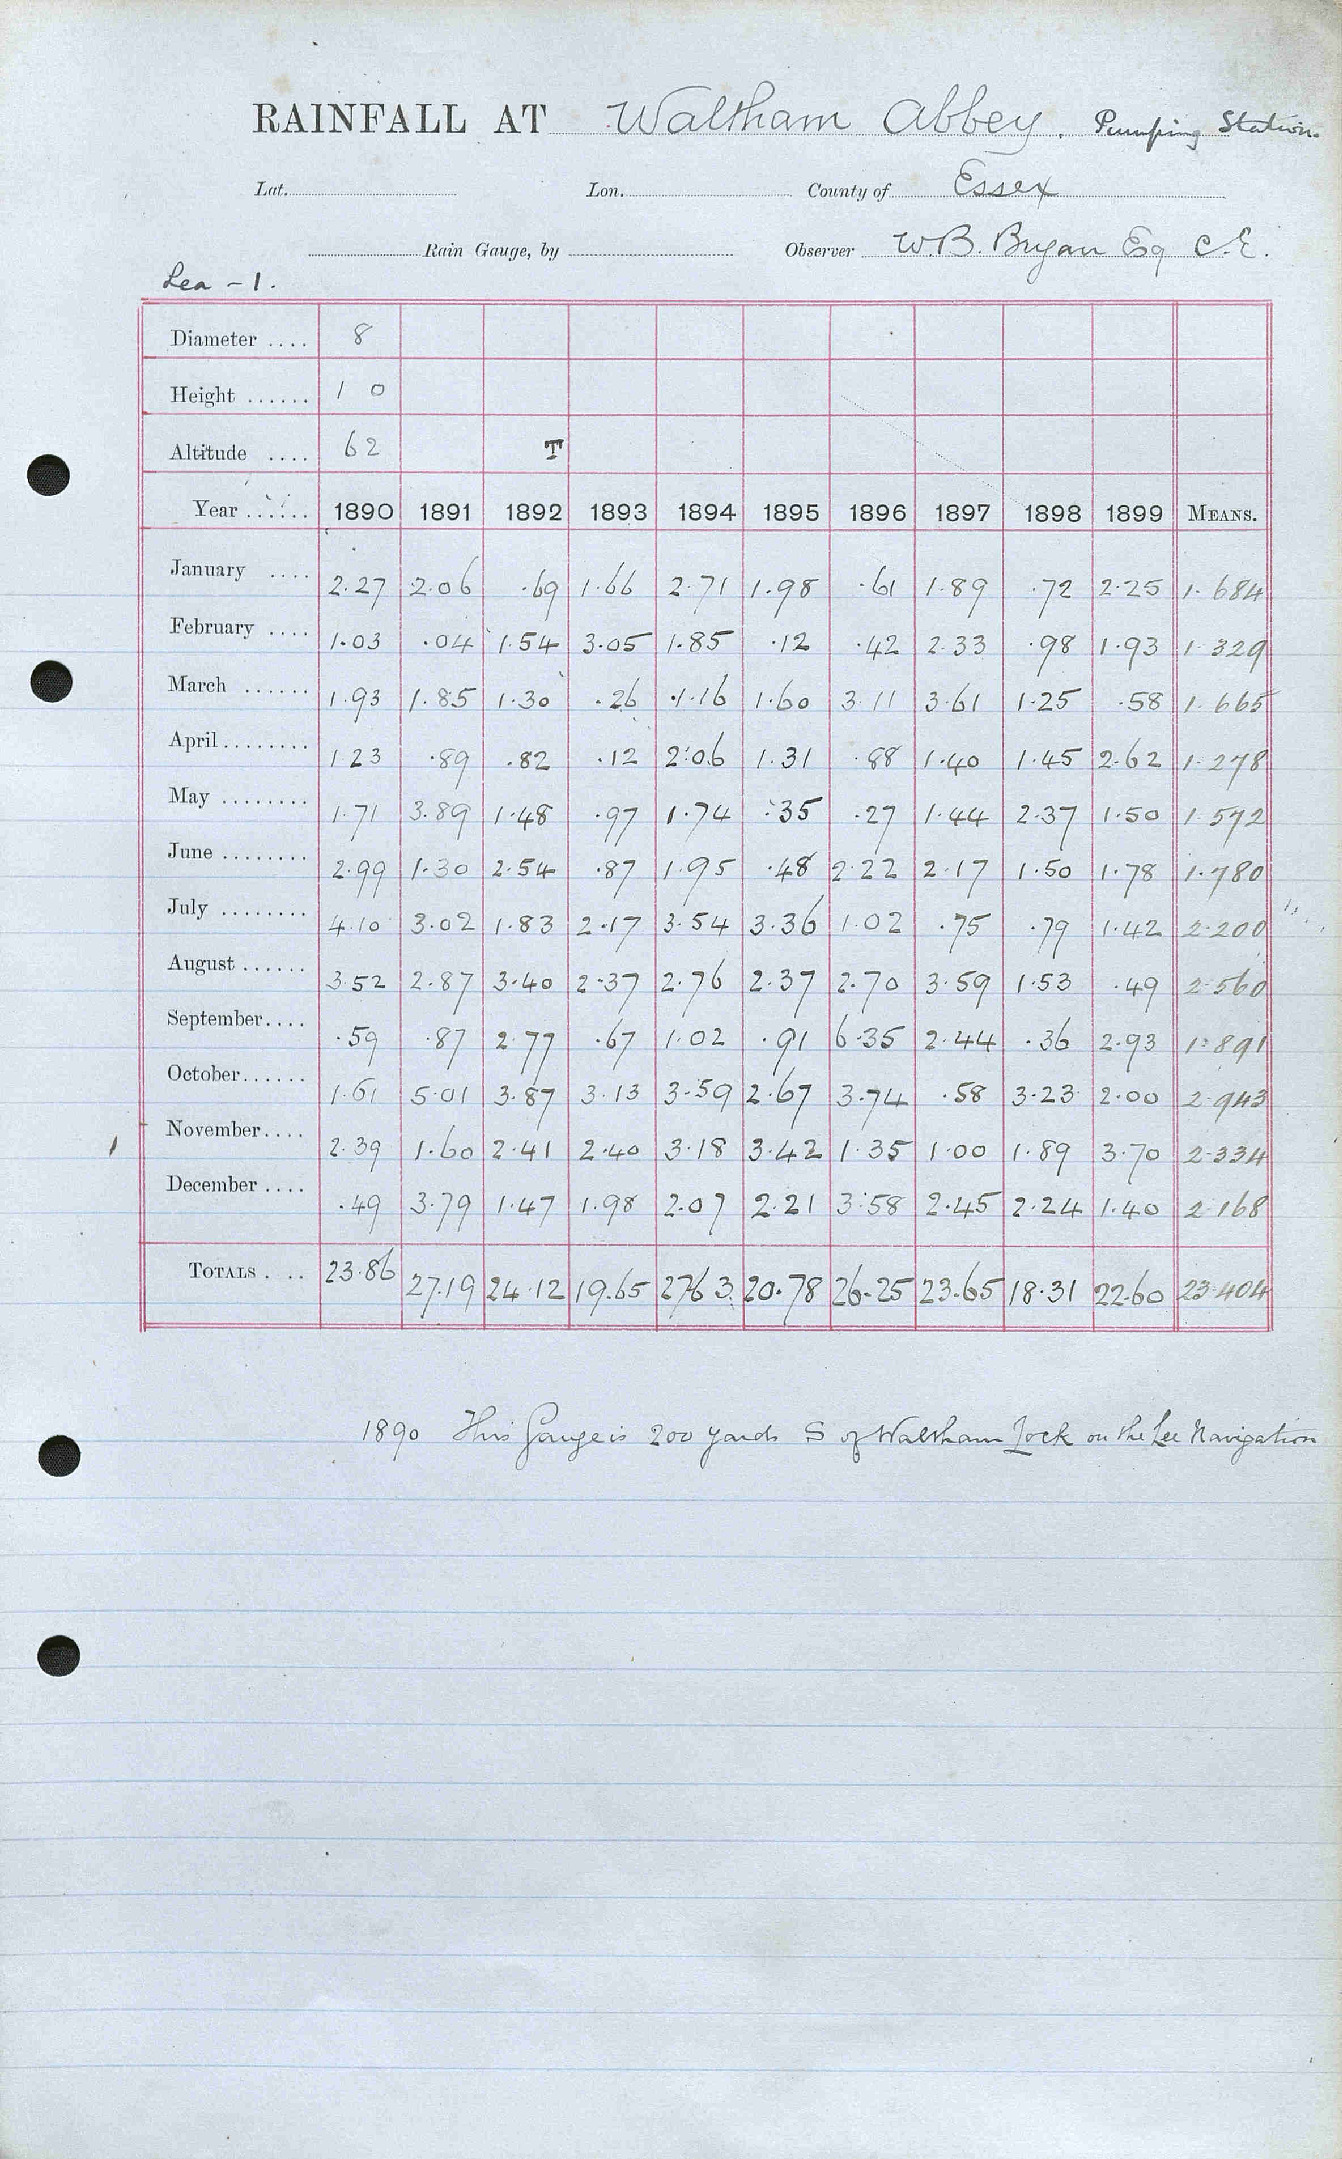 RAINFALL AT Waltham Abbey. Pumping Station.
Lat. Lon. County of Essex
Rain Gauge, by Observer W.B. Bryan Esq C.E.
Lea - 1.
Diameter .... 8
Height ...... 1 0
Altitude .... 62 T
Year ...... 1890 1891 1892 1893 1894 1895 1896 1897 1898 1899 MEANS.
January .... 2.27 2.06 .69 1.66 2.71 1.98 .61 1.89 .72 2.25 1.684
February .... 1.03 .04 1.54 3.05 1.85 .12 .42 2.33 .98 1.93 1.329
March ...... 1.93 1.85 1.30 .26 1.16 1.60 3.11 3.61 1.25 .58 1.665
April........ 1.23 .89 .82 .12 2.06 1.31 .88 1.40 1.45 2.62 1.278
May ........ 1.71 3.89 1.48 .97 1.74 .35 .27 1.44 2.37 1.50 1.572
June ........ 2.99 1.30 2.54 .87 1.95 .48 2.22 2.17 1.50 1.78 1.780
July ........ 4.10 3.02 1.83 2.17 3.54 3.36 1.02 .75 .79 1.42 2.200
August ...... 3.52 2.87 3.40 2.37 2.76 2.37 2.70 3.59 1.53 .49 2.560
September.... .59 .87 2.77 .67 1.02 .91 6.35 2.44 .36 2.93 1.891
October...... 1.61 5.01 3.87 3.13 3.59 2.67 3.74 .58 3.23 2.00 2.943
November.... 2.39 1.60 2.41 2.40 3.18 3.42 1.35 1.00 1.89 3.70 2.334
December .... .49 3.79 1.47 1.98 2.07 2.21 3.58 2.45 2.24 1.40 2.168
TOTALS . .. 23.86 27.19 24.12 19.65 27.63 20.78 26.25 23.65 18.31 22.60 23.404
1890 This Gauge is 200 yards S of Waltham Lock on the Lee Navigation